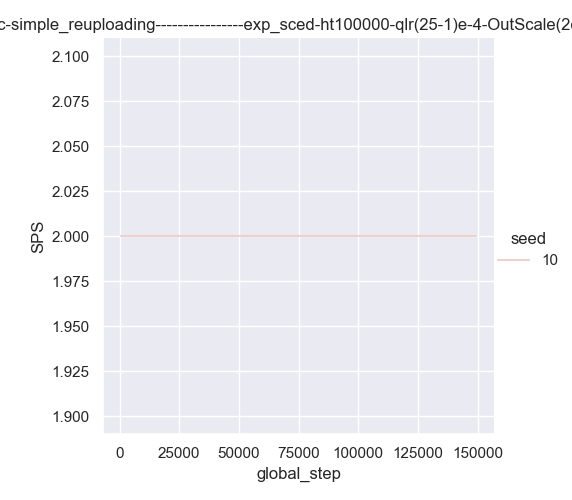 c-simple_reuploading----------------exp_sced-ht100000-qlr(25-1)e-4-OutScale(2
2.100
2.075
2.050
2.025
2.000
1.975
1.950
1.925
1.900
SPS
0 25000 50000 75000 100000 125000 150000
global_step
seed
10